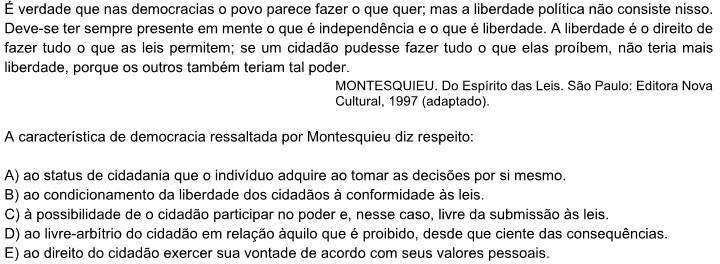 É verdade que nas democracias o povo parece fazer o que quer; mas a liberdade política não consiste nisso.
Deve-se ter sempre presente em mente o que é independência e o que é liberdade. A liberdade é o direito de
fazer tudo o que as leis permitem; se um cidadão pudesse fazer tudo o que elas proíbem, não teria mais
liberdade, porque os outros também teriam tal poder.
MONTESQUIEU. Do Espírito das Leis. São Paulo: Editora Nova
Cultural, 1997 (adaptado).
A característica de democracia ressaltada por Montesquieu diz respeito:
A) ao status de cidadania que o indivíduo adquire ao tomar as decisões por si mesmo.
B) ao condicionamento da liberdade dos cidadãos à conformidade às leis.
C) à possibilidade de o cidadão participar no poder e, nesse caso, livre da submissão às leis.
D) ao livre-arbítrio do cidadão em relação àquilo que é proibido, desde que ciente das consequências.
E) ao direito do cidadão exercer sua vontade de acordo com seus valores pessoais.